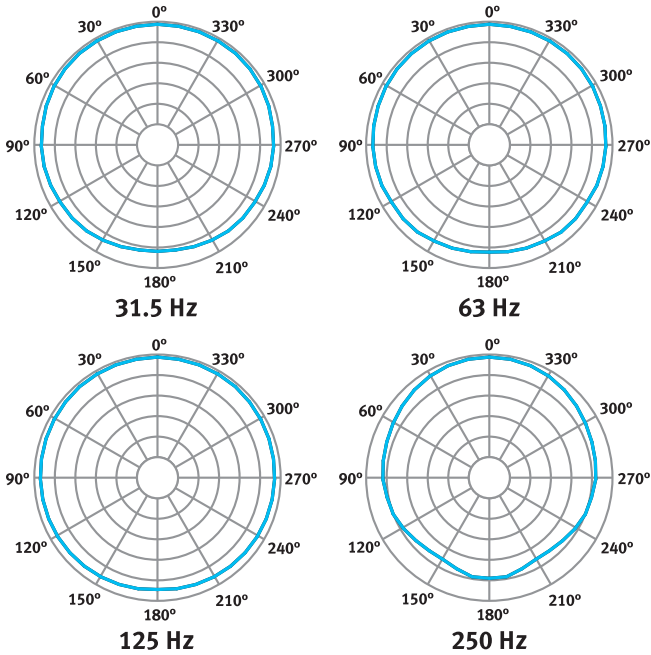 0º 0º
30º 330º 30º 330º
60º 300º 60º 300º
90º 270º 90º 270º
120º 240º 120º 240º
150º 210º 150º 210º
180º 180º
31.5 Hz 63 Hz
0º 0º
30º 330º 30º 330º
60º 300º 60º 300º
90º 270º 90º 270º
120º 240º 120º 240º
150º 210º 150º 210º
180º 180º
125 Hz 250 Hz